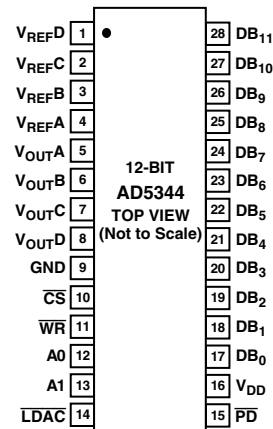 VREFD 1 28 DB11
VREFC 2 27 DB10
VREFB 3 26 DB9
VREFA 4 25 DB8
VOUTA 5 24 DB7
VOUTB 6 23 DB6
VOUTC 7 22 DB5
VOUTD 8 21 DB4
GND 9 20 DB3
CS 10 19 DB2
WR 11 18 DB1
A0 12 17 DB0
A1 13 16 VDD
LDAC 14 15 PD
12-BIT
AD5344
TOP VIEW
(Not to Scale)